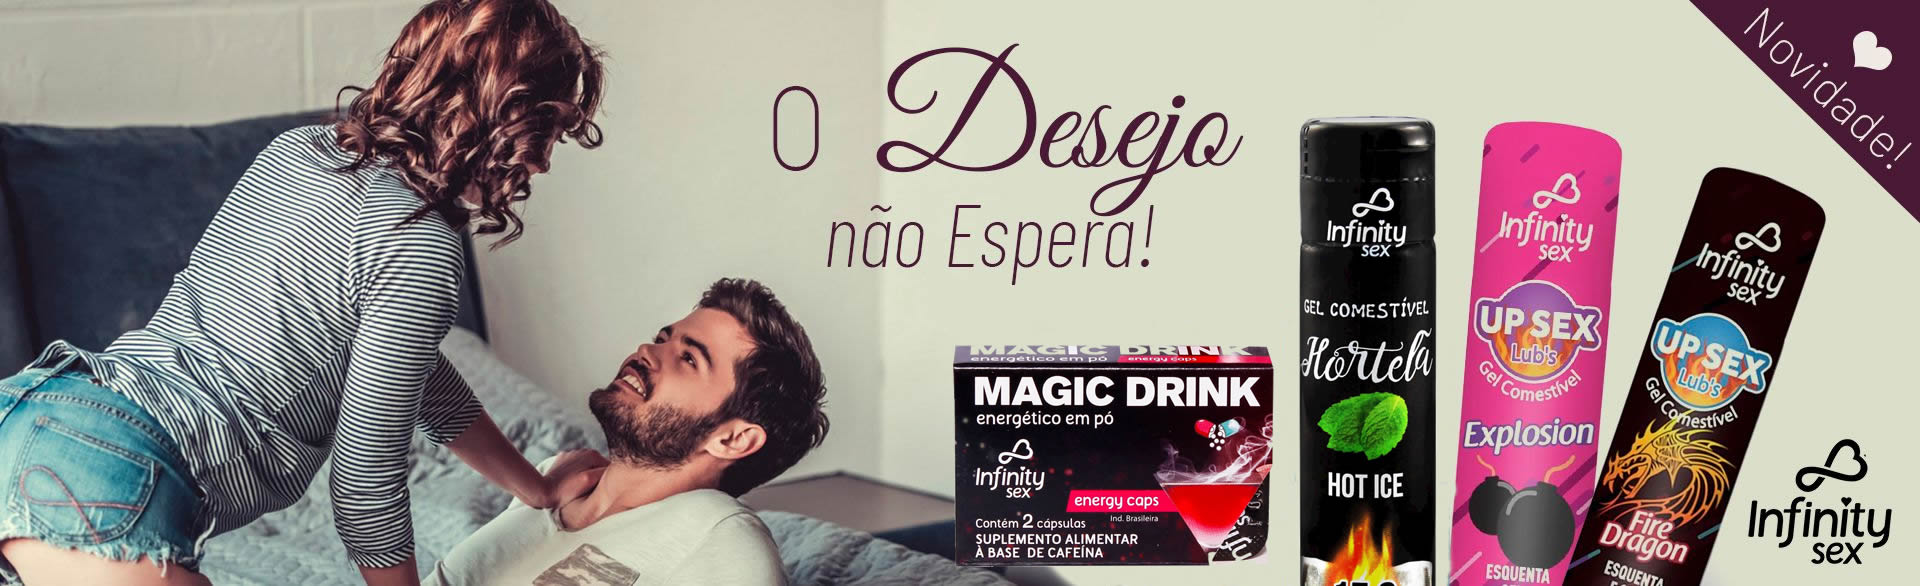 O Desejo
não Espera!
Novidade!
MAGIC DRINK
energético em pó energy caps
MAGIC DRINK
energético em pó
Infinity
sex
energy caps
Ind. Brasileira
Contém 2 cápsulas
SUPLEMENTO ALIMENTAR
À BASE DE CAFEÍNA
Infinity
sex
GEL COMESTÍVEL
Hortelã
HOT ICE
Infinity
sex
UP SEX
Lub's
Gel Comestível
Explosion
ESQUENTA
Infinity
sex
UP SEX
Lub's
Gel Comestível
Fire
Dragon
ESQUENTA
Infinity
sex